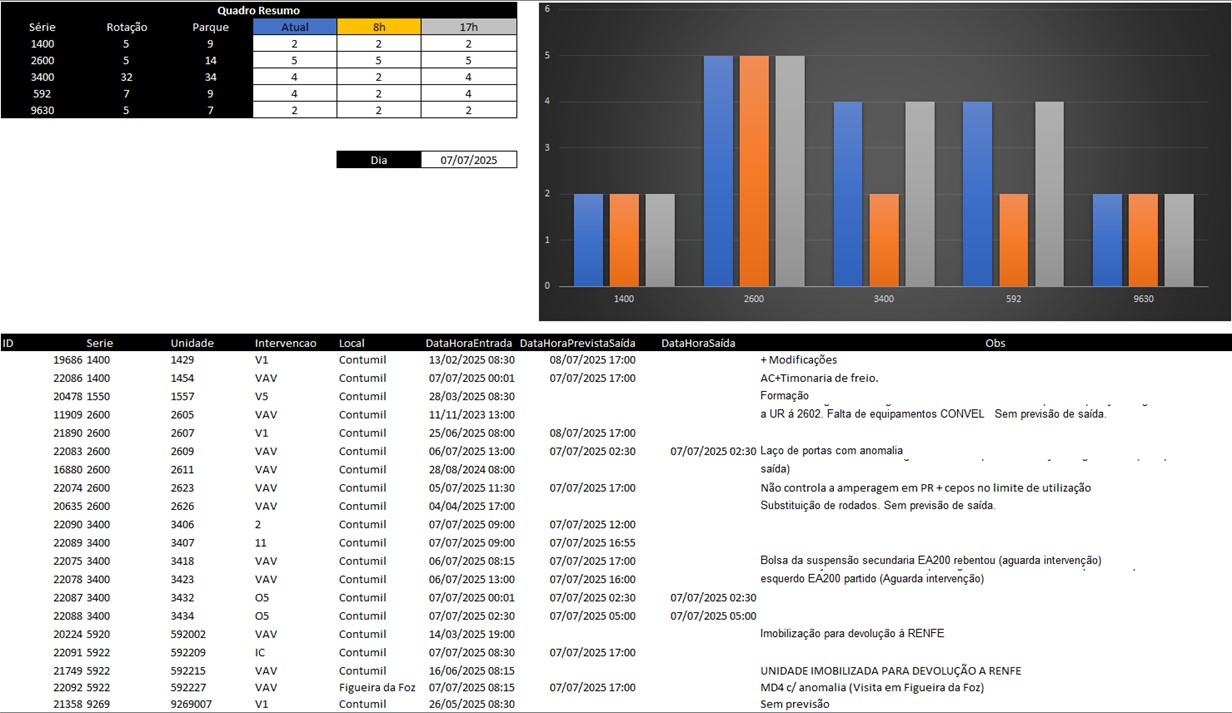 Quadro Resumo
Série Rotação Parque Atual 8h 17h
1400 5 9 2 2 2
2600 5 14 5 5 5
3400 32 34 4 2 4
592 7 9 4 2 4
9630 5 7 2 2 2
Dia 07/07/2025
6
5
4
3
2
1
0
1400 2600 3400 592 9630
ID Serie Unidade Intervencao Local DataHoraEntrada DataHoraPrevistaSaída DataHoraSaída Obs
19686 1400 1429 V1 Contumil 13/02/2025 08:30 08/07/2025 17:00 + Modificações
22086 1400 1454 VAV Contumil 07/07/2025 00:01 07/07/2025 17:00 AC+Timonaria de freio.
20478 1550 1557 V5 Contumil 28/03/2025 08:30 Formação
11909 2600 2605 VAV Contumil 11/11/2023 13:00 a UR á 2602. Falta de equipamentos CONVEL Sem previsão de saída.
21890 2600 2607 V1 Contumil 25/06/2025 08:00 08/07/2025 17:00
22083 2600 2609 VAV Contumil 06/07/2025 13:00 07/07/2025 02:30 07/07/2025 02:30 Laço de portas com anomalia
16880 2600 2611 VAV Contumil 28/08/2024 08:00 saída)
22074 2600 2623 VAV Contumil 05/07/2025 11:30 07/07/2025 17:00 Não controla a amperagem em PR + cepos no limite de utilização
20635 2600 2626 VAV Contumil 04/04/2025 17:00 Substituição de rodados. Sem previsão de saída.
22090 3400 3406 2 Contumil 07/07/2025 09:00 07/07/2025 12:00
22089 3400 3407 11 Contumil 07/07/2025 09:00 07/07/2025 16:55
22075 3400 3418 VAV Contumil 06/07/2025 08:15 07/07/2025 17:00 Bolsa da suspensão secundaria EA200 rebentou (aguarda intervenção)
22078 3400 3423 VAV Contumil 06/07/2025 13:00 07/07/2025 16:00 esquerdo EA200 partido (Aguarda intervenção)
22087 3400 3432 O5 Contumil 07/07/2025 00:01 07/07/2025 02:30 07/07/2025 02:30
22088 3400 3434 O5 Contumil 07/07/2025 02:30 07/07/2025 05:00 07/07/2025 05:00
20224 5920 592002 VAV Contumil 14/03/2025 19:00 Imobilização para devolução à RENFE
22091 5922 592209 IC Contumil 07/07/2025 08:30 07/07/2025 17:00
21749 5922 592215 VAV Contumil 16/06/2025 08:15 UNIDADE IMOBILIZADA PARA DEVOLUÇÃO A RENFE
22092 5922 592227 VAV Figueira da Foz 07/07/2025 08:15 07/07/2025 17:00 MD4 c/ anomalia (Visita em Figueira da Foz)
21358 9269 9269007 V1 Contumil 26/05/2025 08:30 Sem previsão